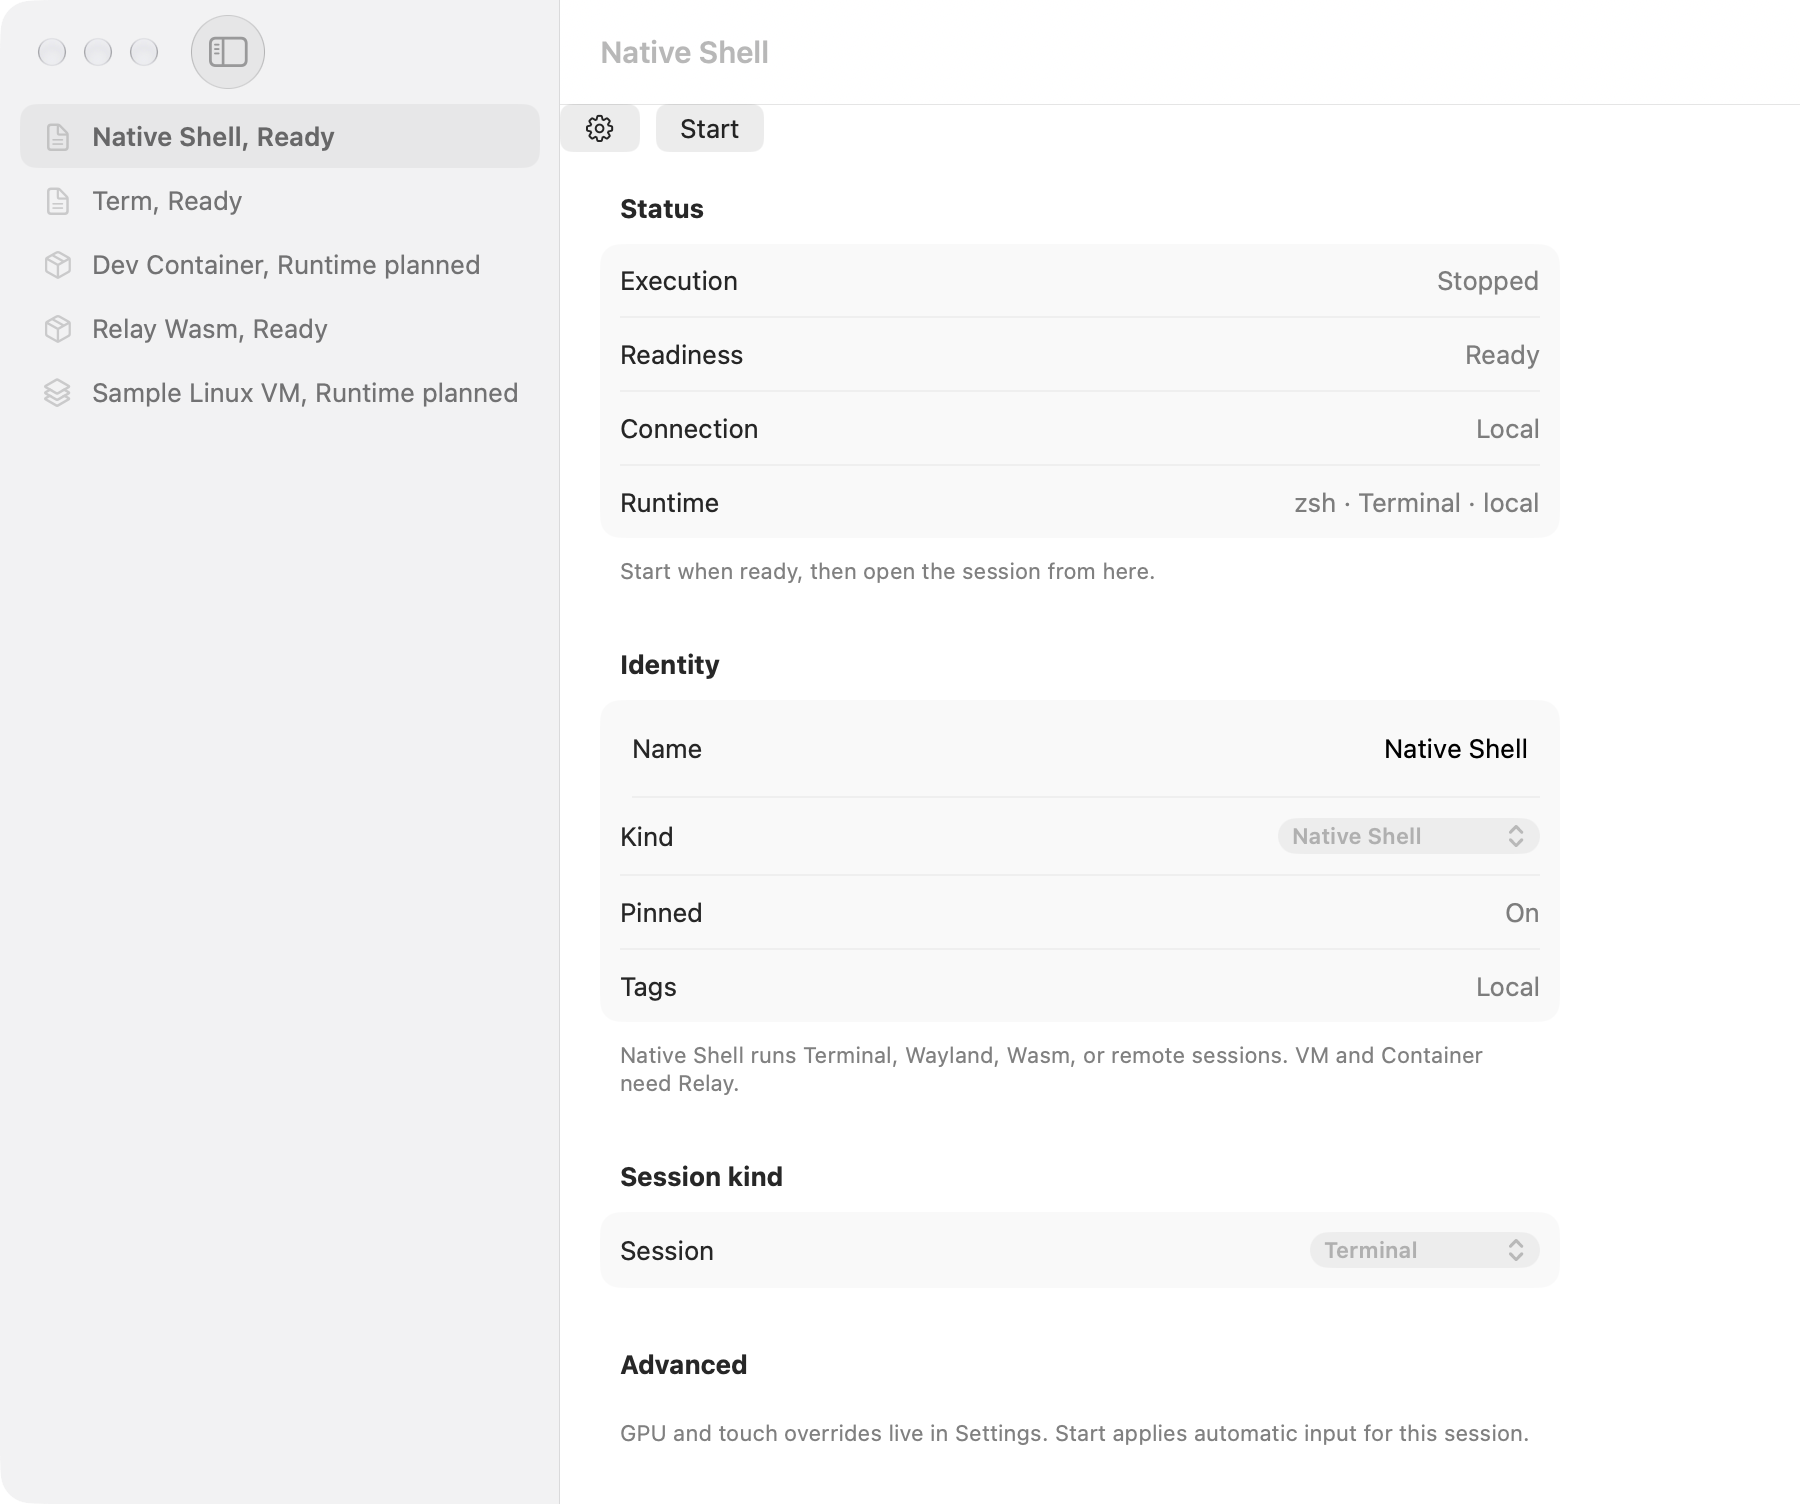 Native Shell
Native Shell, Ready
Term, Ready
Dev Container, Runtime planned
Relay Wasm, Ready
Sample Linux VM, Runtime planned
Start
Status
Execution Stopped
Readiness Ready
Connection Local
Runtime zsh · Terminal · local
Start when ready, then open the session from here.
Identity
Name Native Shell
Kind Native Shell
Pinned On
Tags Local
Native Shell runs Terminal, Wayland, Wasm, or remote sessions. VM and Container
need Relay.
Session kind
Session Terminal
Advanced
GPU and touch overrides live in Settings. Start applies automatic input for this session.